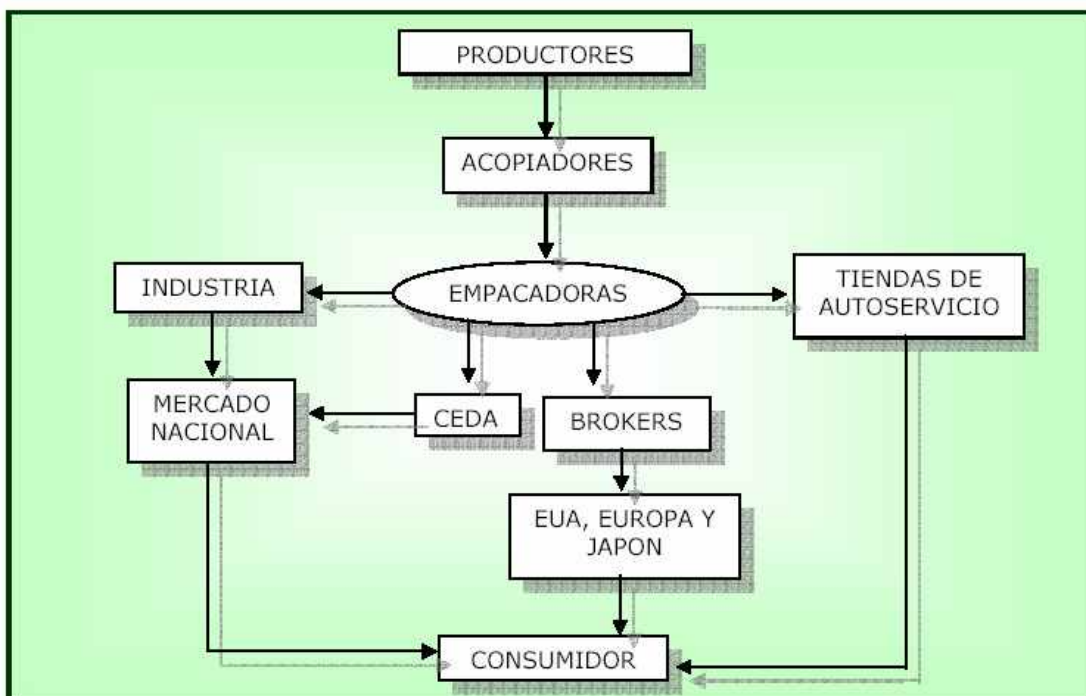 PRODUCTORES
ACOPIADORES
INDUSTRIA
EMPACADORAS
TIENDAS DE
AUTOSERVICIO
MERCADO
NACIONAL
CEDA
BROKERS
EUA, EUROPA Y
JAPON
CONSUMIDOR